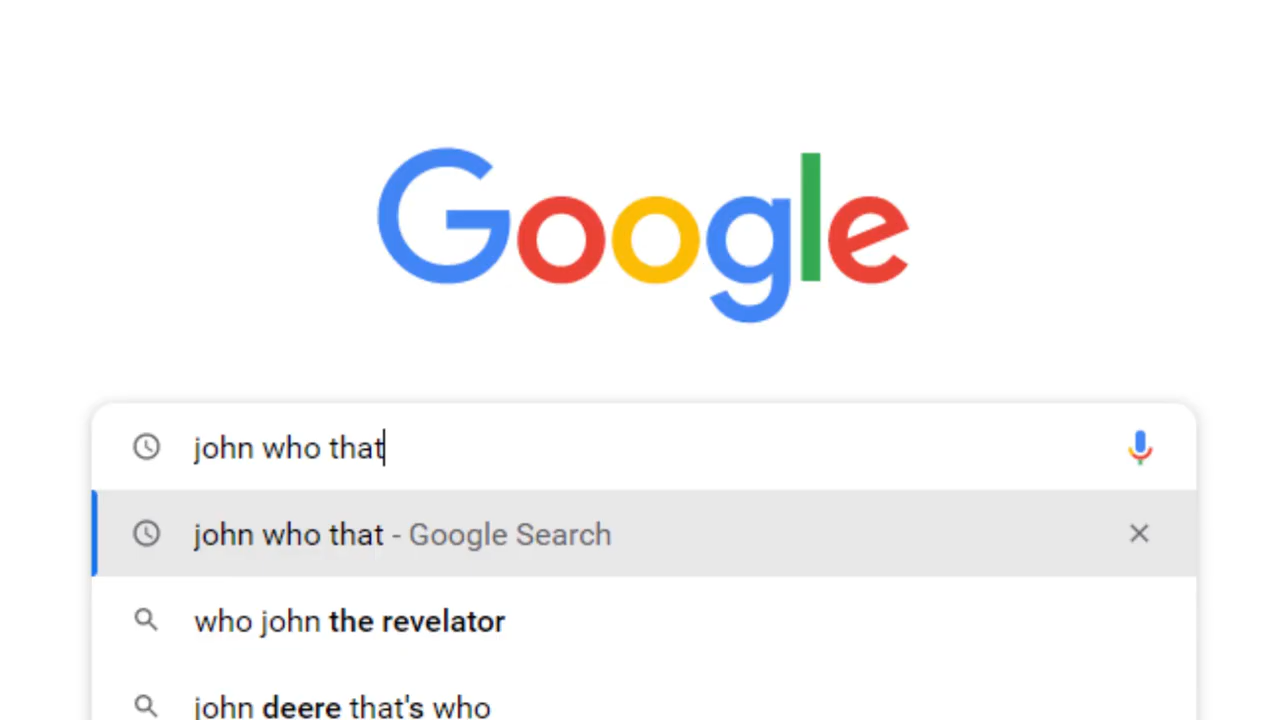 Google
john who that
john who that - Google Search
who john the revelator
john deere that's who